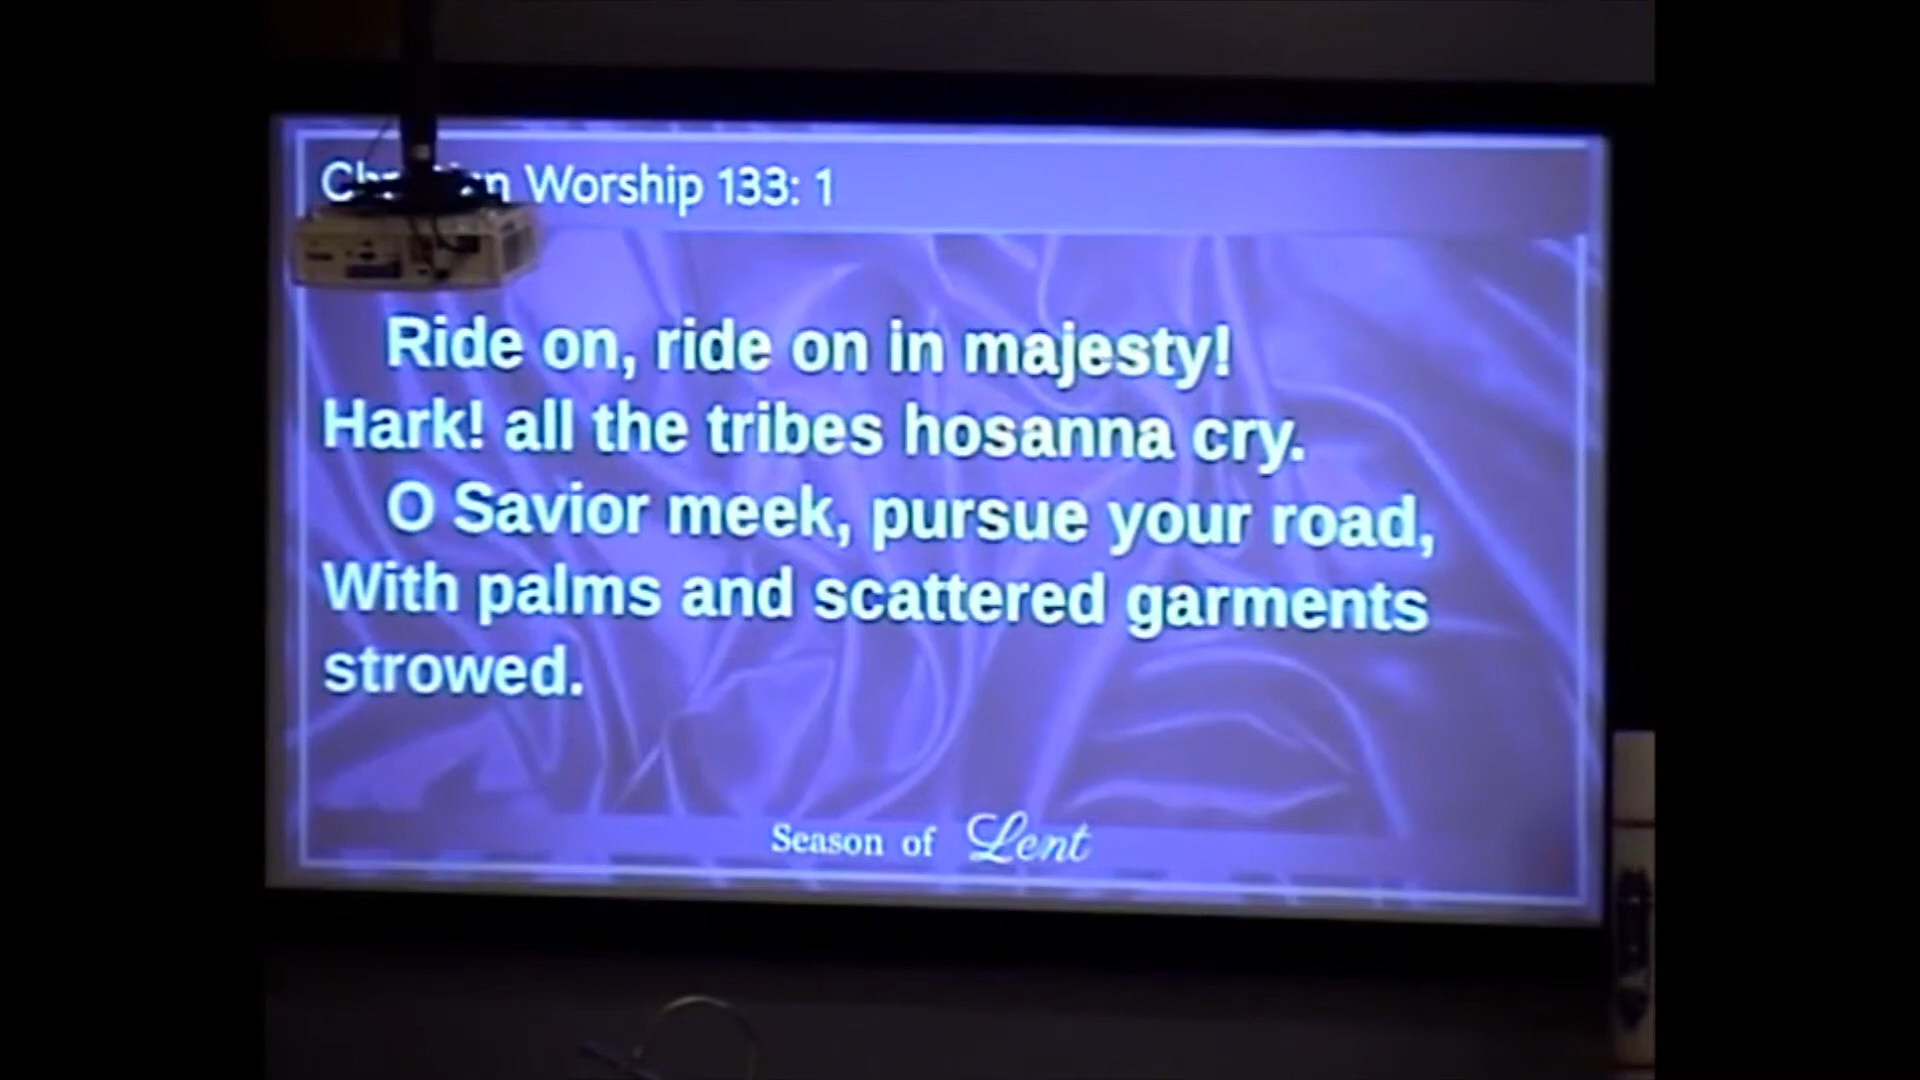 Christian Worship 133: 1
Ride on, ride on in majesty!
Hark! all the tribes hosanna cry.
O Savior meek, pursue your road,
With palms and scattered garments
strowed.
Season of Lent